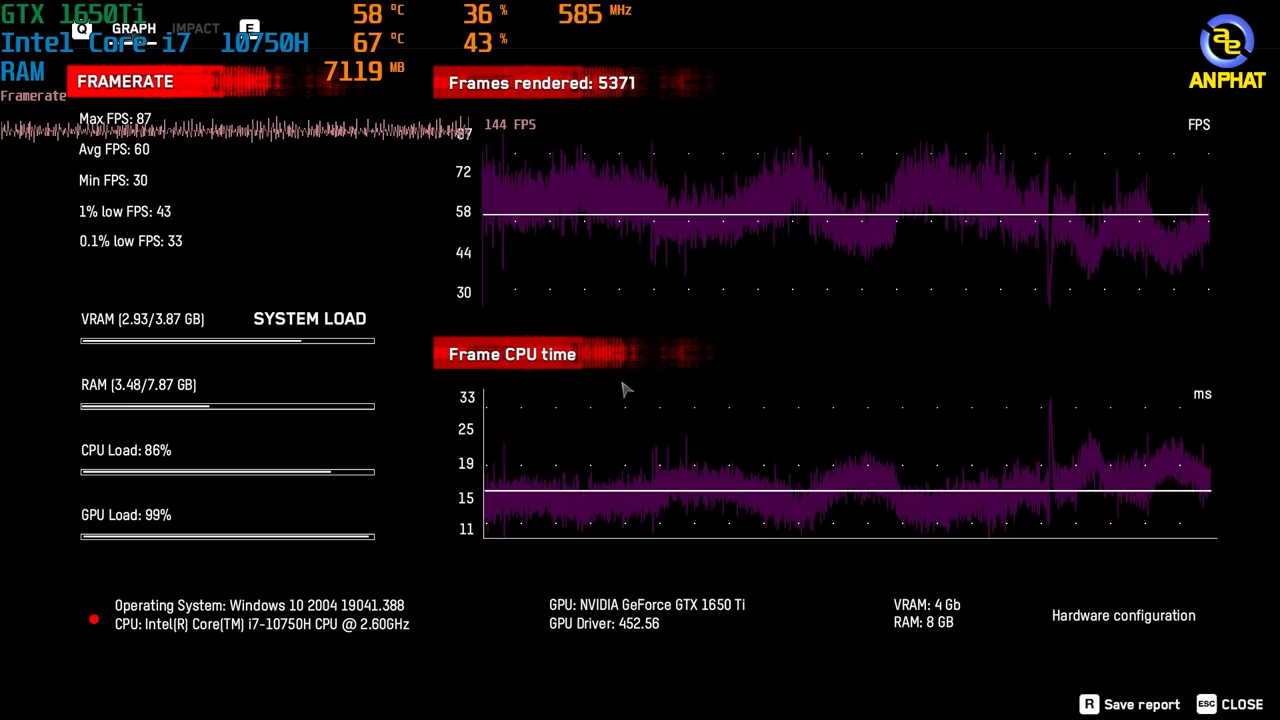 GTX 1650Ti 58 °C 36 % 585 MHz
Q GRAPH IMPACT E
Intel Core i7 10750H 67 °C 43 %
RAM 7119 MB
ae
ANPHAT
FRAMERATE
Framerate
Max FPS: 87
Avg FPS: 60
Min FPS: 30
1% low FPS: 43
0.1% low FPS: 33
Frames rendered: 5371
144 FPS
FPS
87
72
58
44
30
SYSTEM LOAD
VRAM (2.93/3.87 GB)
RAM (3.48/7.87 GB)
CPU Load: 86%
GPU Load: 99%
Frame CPU time
ms
33
25
19
15
11
Operating System: Windows 10 2004 19041.388
CPU: Intel(R) Core(TM) i7-10750H CPU @ 2.60GHz
GPU: NVIDIA GeForce GTX 1650 Ti
GPU Driver: 452.56
VRAM: 4 Gb
RAM: 8 GB
Hardware configuration
R Save report ESC CLOSE